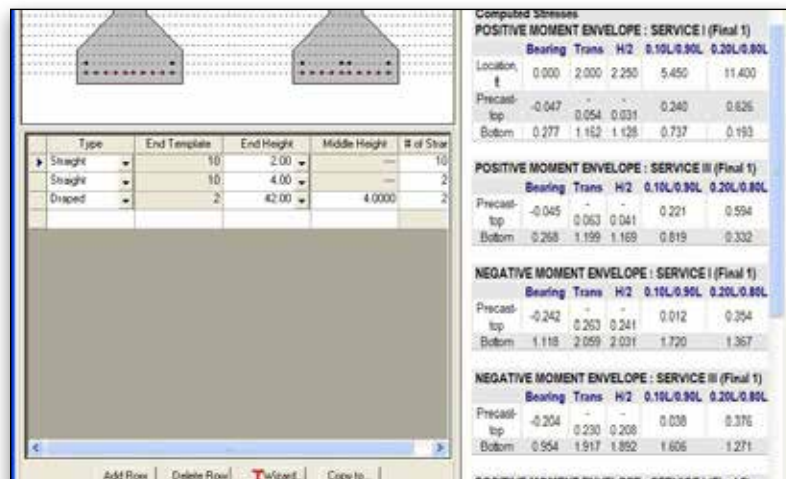 Type End Template End Height Middle Height # of Stran
Straight 10 2.00 --- 10
Straight 10 4.00 --- 2
Draped 2 42.00 4.0000 2
Add Row Delete Row Wizard Copy to...
Computed Stresses
POSITIVE MOMENT ENVELOPE : SERVICE I (Final 1)
Bearing Trans H/2 0.10L/0.90L 0.20L/0.80L
Location,
0.000 2.000 2.250 5.450 11.400
ft
Precast-
-0.047 - - 0.240 0.626
top 0.054 0.031
Bottom 0.277 1.162 1.128 0.737 0.193
POSITIVE MOMENT ENVELOPE : SERVICE III (Final 1)
Bearing Trans H/2 0.10L/0.90L 0.20L/0.80L
Precast-
-0.045 - - 0.221 0.594
top 0.063 0.041
Bottom 0.268 1.199 1.169 0.819 0.332
NEGATIVE MOMENT ENVELOPE : SERVICE I (Final 1)
Bearing Trans H/2 0.10L/0.90L 0.20L/0.80L
Precast-
-0.242 - - 0.012 0.354
top 0.263 0.241
Bottom 1.118 2.059 2.031 1.720 1.367
NEGATIVE MOMENT ENVELOPE : SERVICE III (Final 1)
Bearing Trans H/2 0.10L/0.90L 0.20L/0.80L
Precast-
-0.204 - - 0.038 0.376
top 0.230 0.208
Bottom 0.954 1.917 1.892 1.606 1.271